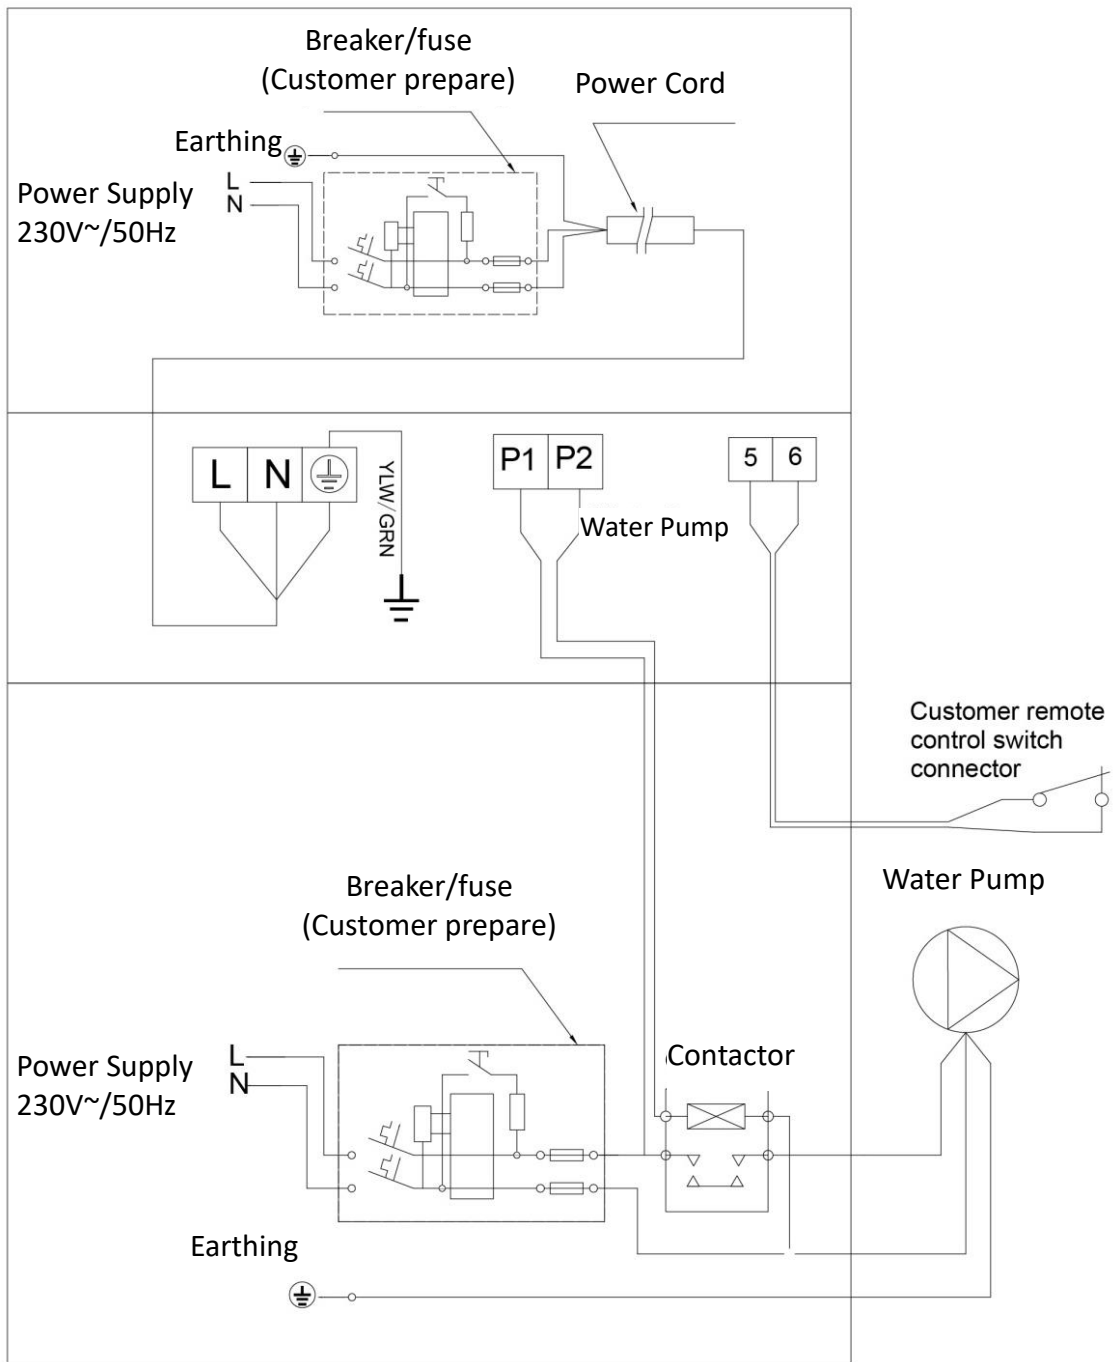 Breaker/fuse
(Customer prepare)
Power Cord
Earthing
Power Supply
230V~/50Hz
L
N
L N
YLW/GRN
P1 P2
Water Pump
5 6
Customer remote
control switch
connector
Water Pump
Breaker/fuse
(Customer prepare)
Contactor
Power Supply
230V~/50Hz
L
N
Earthing